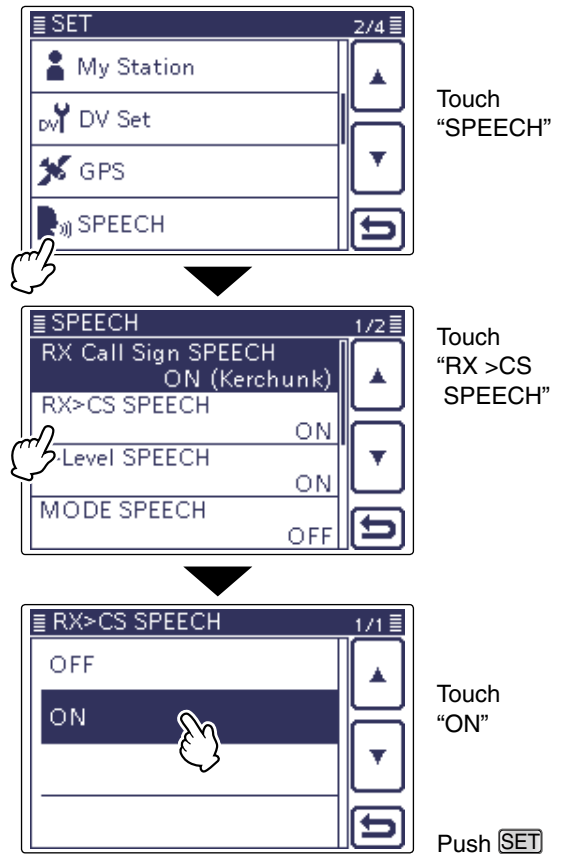 SET 2/4
My Station
DV DV Set
GPS
SPEECH
Touch
“SPEECH”
SPEECH 1/2
RX Call Sign SPEECH
ON (Kerchunk)
RX>CS SPEECH
ON
-Level SPEECH
ON
MODE SPEECH
OFF
Touch
“RX >CS
SPEECH”
RX>CS SPEECH 1/1
OFF
ON
Touch
“ON”
Push SET